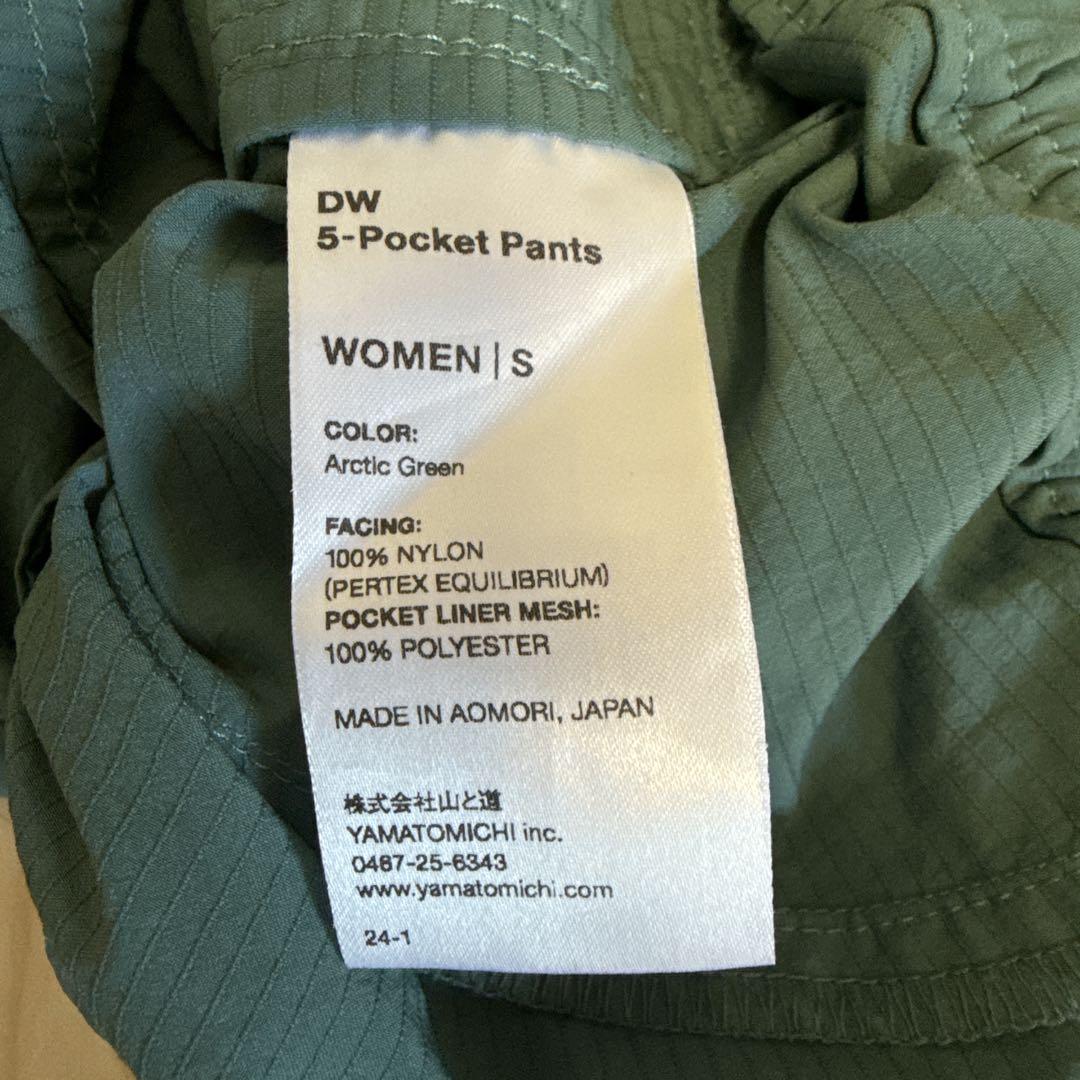 DW
5-Pocket Pants
WOMEN | S
COLOR:
Arctic Green
FACING:
100% NYLON
(PERTEX EQUILIBRIUM)
POCKET LINER MESH:
100% POLYESTER
MADE IN AOMORI, JAPAN
株式会社山と道
YAMATOMICHI inc.
0467-25-6343
www.yamatomichi.com
24-1